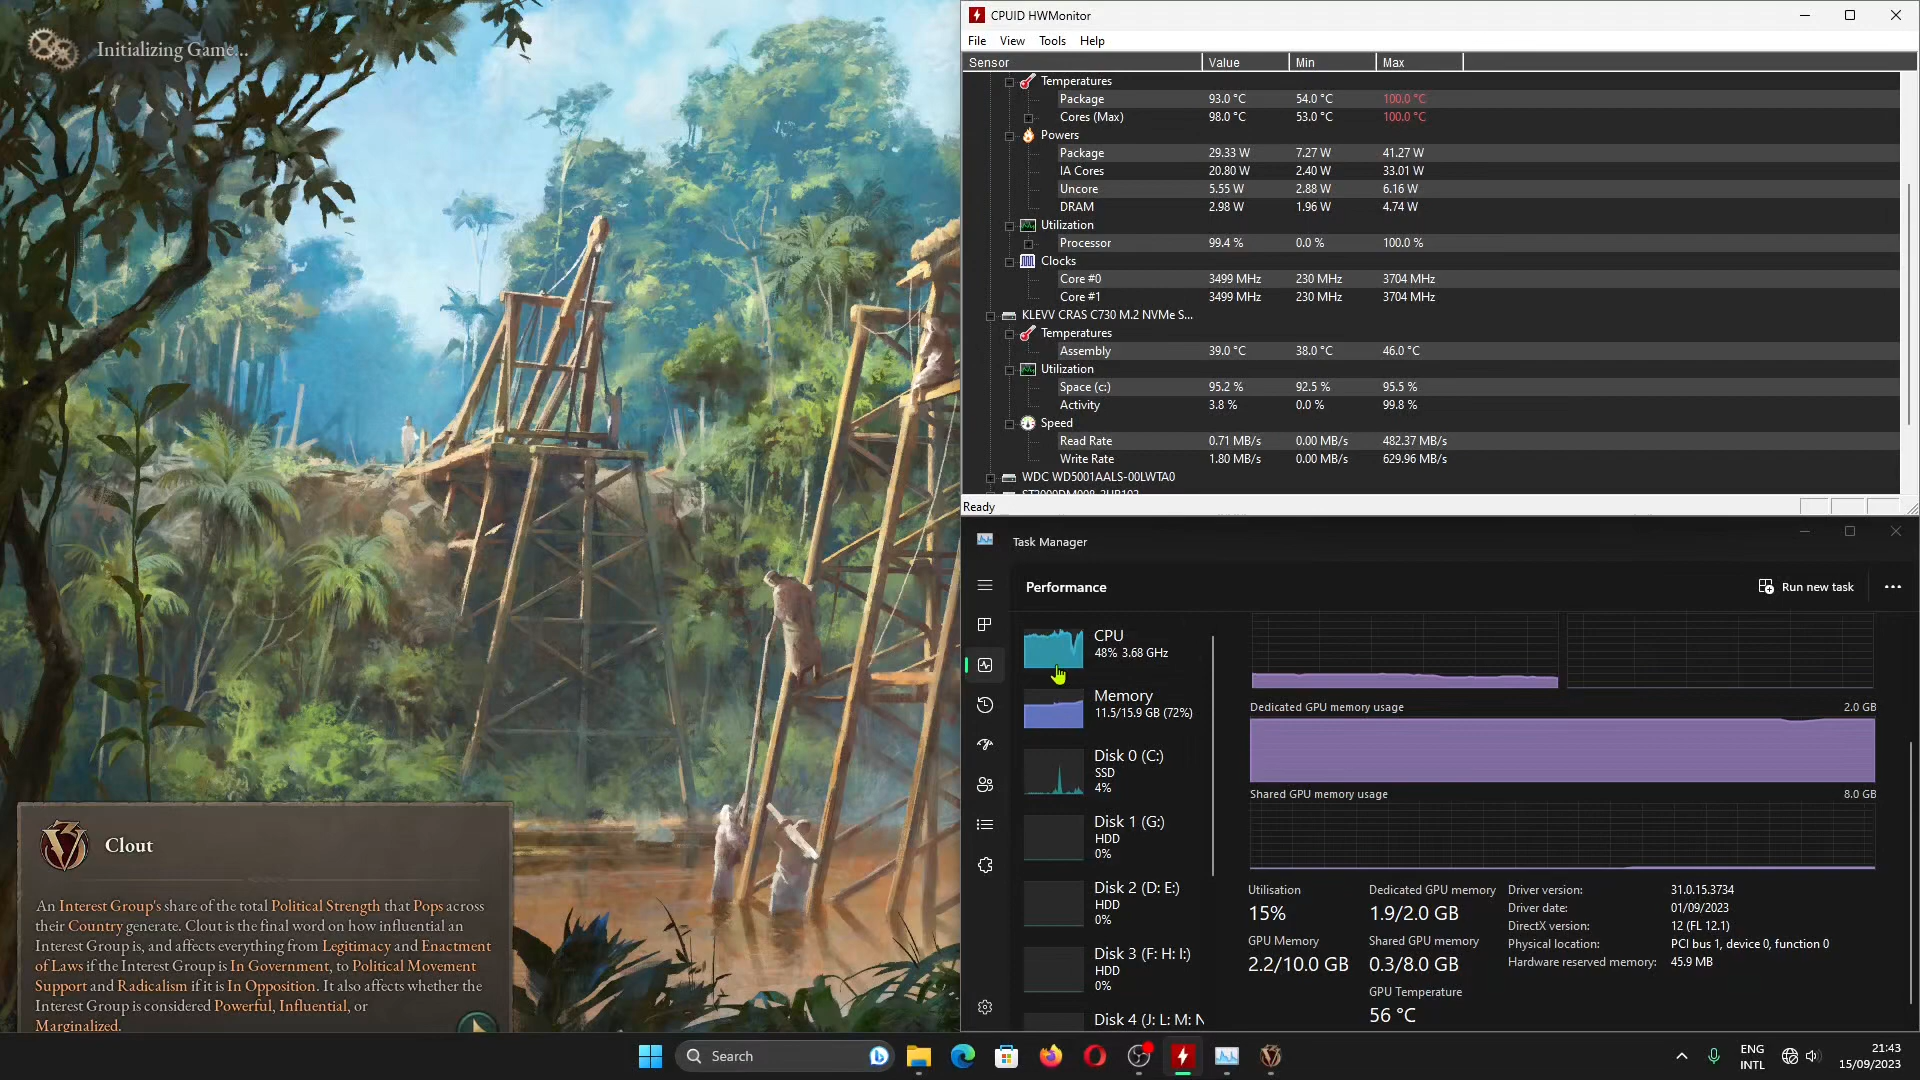 Initializing Game...
Clout
An Interest Group's share of the total Political Strength that Pops across
their Country generate. Clout is the final word on how influential an
Interest Group is, and affects everything from Legitimacy and Enactment
of Laws if the Interest Group is In Government, to Political Movement
Support and Radicalism if it is In Opposition. It also affects whether the
Interest Group is considered Powerful, Influential, or
Marginalized.
CPUID HWMonitor
File View Tools Help
Sensor Value Min Max
Temperatures
Package 93.0 °C 54.0 °C 100.0 °C
Cores (Max) 98.0 °C 53.0 °C 100.0 °C
Powers
Package 29.33 W 7.27 W 41.27 W
IA Cores 20.80 W 2.40 W 33.01 W
Uncore 5.55 W 2.88 W 6.16 W
DRAM 2.98 W 1.96 W 4.74 W
Utilization
Processor 99.4 % 0.0 % 100.0 %
Clocks
Core #0 3499 MHz 230 MHz 3704 MHz
Core #1 3499 MHz 230 MHz 3704 MHz
KLEVV CRAS C730 M.2 NVMe S...
Temperatures
Assembly 39.0 °C 38.0 °C 46.0 °C
Utilization
Space (c:) 95.2 % 92.5 % 95.5 %
Activity 3.8 % 0.0 % 99.8 %
Speed
Read Rate 0.71 MB/s 0.00 MB/s 482.37 MB/s
Write Rate 1.80 MB/s 0.00 MB/s 629.96 MB/s
WDC WD5001AALS-00LWTA0
Ready
Task Manager
Performance Run new task
CPU
48% 3.68 GHz
Memory
11.5/15.9 GB (72%)
Disk 0 (C:)
SSD
4%
Disk 1 (G:)
HDD
0%
Disk 2 (D: E:)
HDD
0%
Disk 3 (F: H: I:)
HDD
0%
Disk 4 (J: L: M: N
Dedicated GPU memory usage 2.0 GB
Shared GPU memory usage 8.0 GB
Utilisation
15%
GPU Memory
2.2/10.0 GB
Dedicated GPU memory
1.9/2.0 GB
Shared GPU memory
0.3/8.0 GB
GPU Temperature
56 °C
Driver version: 31.0.15.3734
Driver date: 01/09/2023
DirectX version: 12 (FL 12.1)
Physical location: PCI bus 1, device 0, function 0
Hardware reserved memory: 45.9 MB
Search
ENG
INTL
21:43
15/09/2023